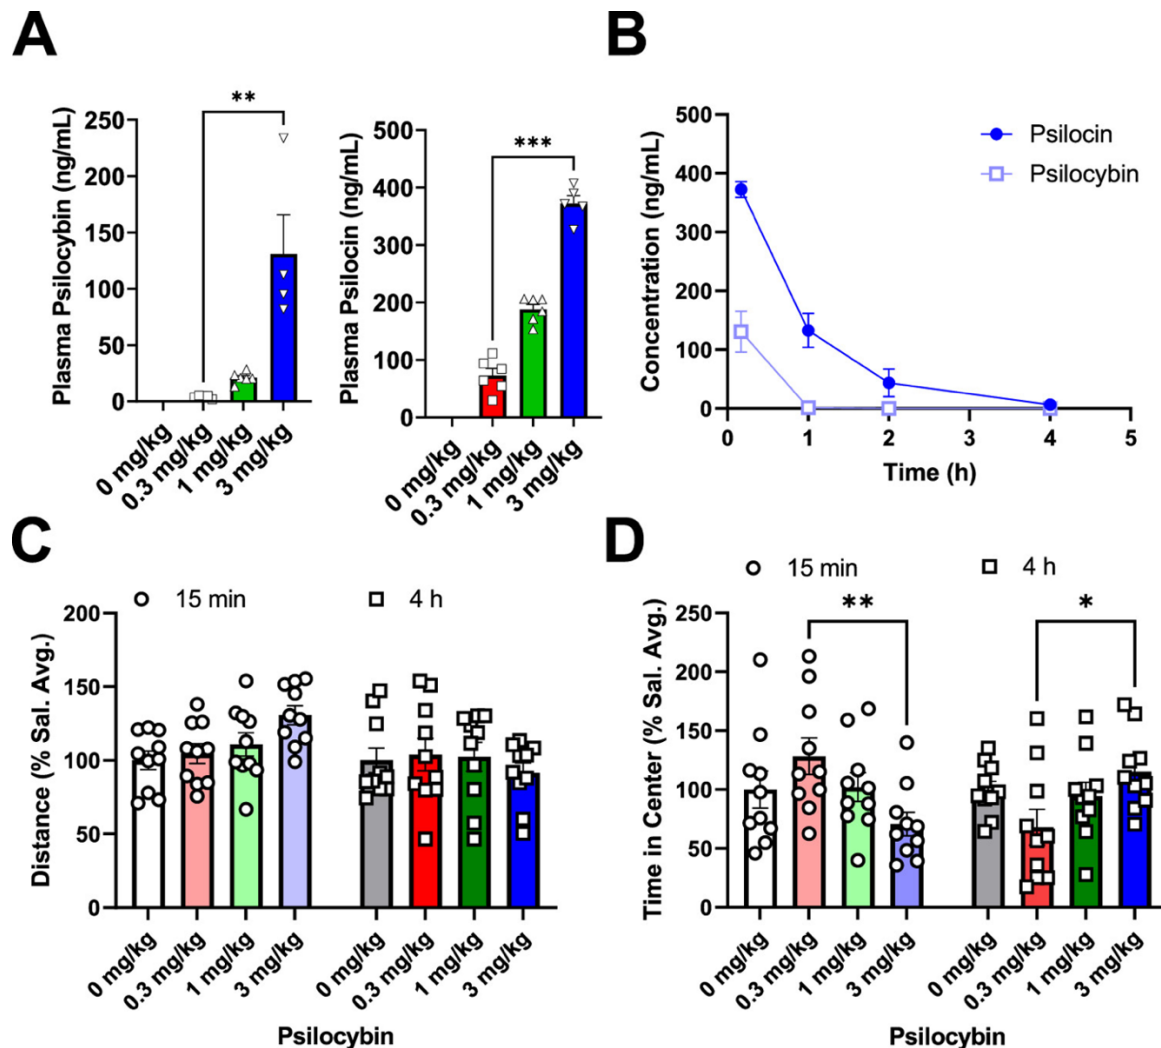 A
Plasma Psilocybin (ng/mL)
250
200
150
100
50
0
**
0 mg/kg
0.3 mg/kg
1 mg/kg
3 mg/kg
Plasma Psilocin (ng/mL)
500
400
300
200
100
0
***
0 mg/kg
0.3 mg/kg
1 mg/kg
3 mg/kg
B
Concentration (ng/mL)
500
400
300
200
100
0
Psilocin
Psilocybin
0 1 2 3 4 5
Time (h)
C
15 min
4 h
Distance (% Sal. Avg.)
200
150
100
50
0
0 mg/kg
0.3 mg/kg
1 mg/kg
3 mg/kg
0 mg/kg
0.3 mg/kg
1 mg/kg
3 mg/kg
Psilocybin
D
15 min
4 h
Time in Center (% Sal. Avg.)
250
200
150
100
50
0
**
*
0 mg/kg
0.3 mg/kg
1 mg/kg
3 mg/kg
0 mg/kg
0.3 mg/kg
1 mg/kg
3 mg/kg
Psilocybin